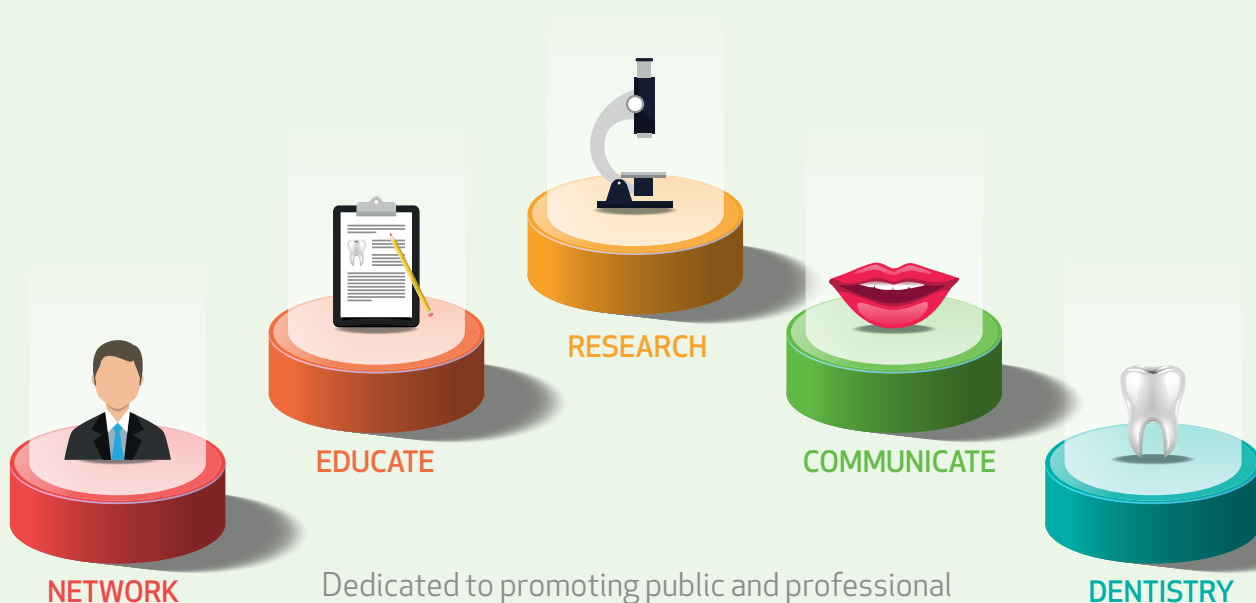 RESEARCH
EDUCATE
COMMUNICATE
NETWORK
Dedicated to promoting public and professional
DENTISTRY